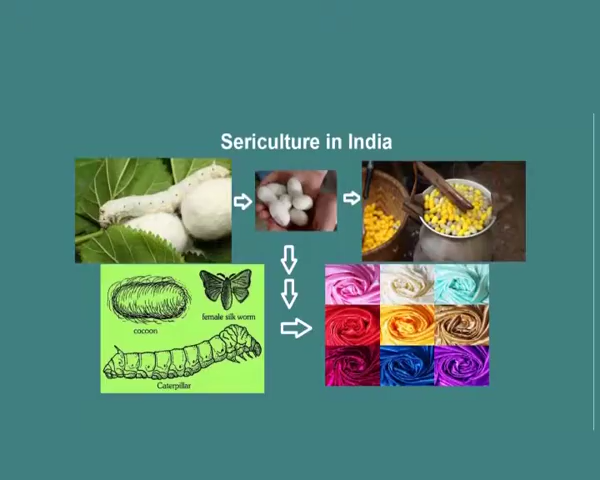 Sericulture in India
female silk worm
cocoon
Caterpillar